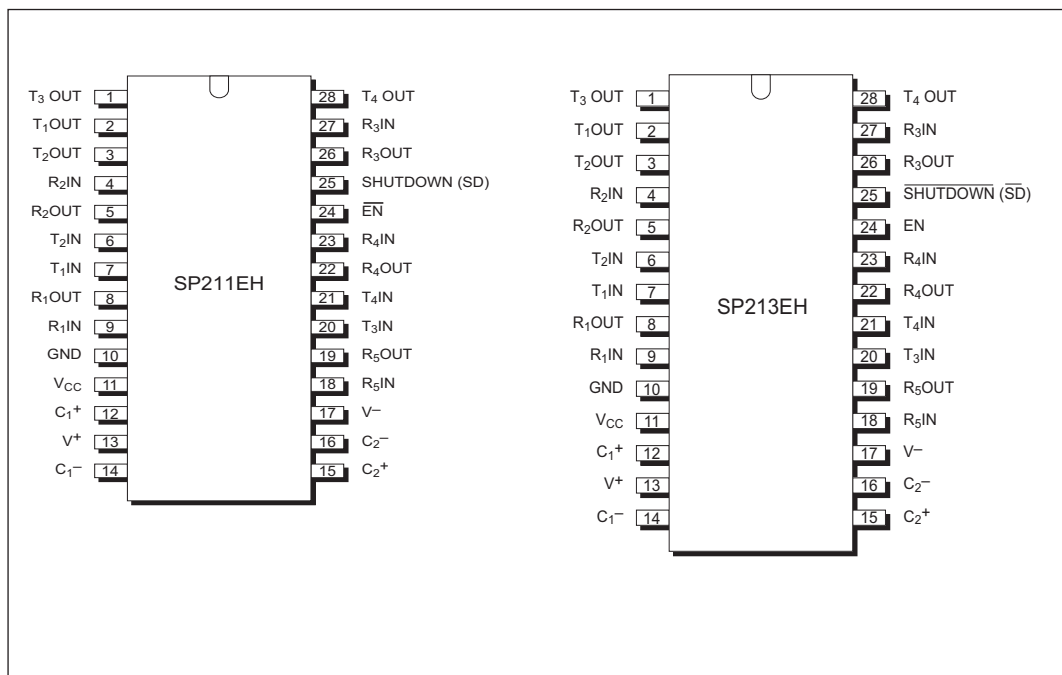 SP211EH
T₃ OUT 1
T₁OUT 2
T₂OUT 3
R₂IN 4
R₂OUT 5
T₂IN 6
T₁IN 7
R₁OUT 8
R₁IN 9
GND 10
V_CC 11
C₁⁺ 12
V⁺ 13
C₁⁻ 14
28 T₄ OUT
27 R₃IN
26 R₃OUT
25 SHUTDOWN (SD)
24 E̅N̅
23 R₄IN
22 R₄OUT
21 T₄IN
20 T₃IN
19 R₅OUT
18 R₅IN
17 V⁻
16 C₂⁻
15 C₂⁺
SP213EH
T₃ OUT 1
T₁OUT 2
T₂OUT 3
R₂IN 4
R₂OUT 5
T₂IN 6
T₁IN 7
R₁OUT 8
R₁IN 9
GND 10
V_CC 11
C₁⁺ 12
V⁺ 13
C₁⁻ 14
28 T₄ OUT
27 R₃IN
26 R₃OUT
25 S̅H̅U̅T̅D̅O̅W̅N̅ (S̅D̅)
24 EN
23 R₄IN
22 R₄OUT
21 T₄IN
20 T₃IN
19 R₅OUT
18 R₅IN
17 V⁻
16 C₂⁻
15 C₂⁺